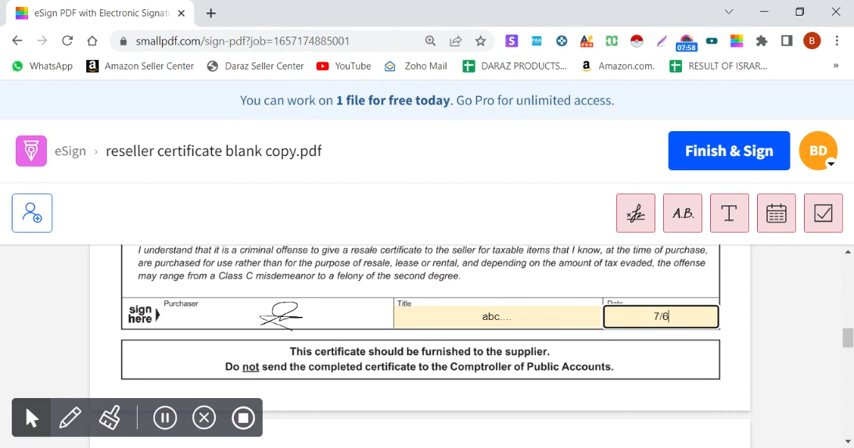 eSign PDF with Electronic Signat
smallpdf.com/sign-pdf?job=1657174885001
07:58
B
WhatsApp
Amazon Seller Center
Daraz Seller Center
YouTube
Zoho Mail
DARAZ PRODUCTS...
Amazon.com.
RESULT OF ISRAR...
You can work on 1 file for free today. Go Pro for unlimited access.
eSign › reseller certificate blank copy.pdf
Finish & Sign
BD
A.B.
T
I understand that it is a criminal offense to give a resale certificate to the seller for taxable items that I know, at the time of purchase,
are purchased for use rather than for the purpose of resale, lease or rental, and depending on the amount of tax evaded, the offense
may range from a Class C misdemeanor to a felony of the second degree.
sign
here
Purchaser
Title
abc....
Date
7/6
This certificate should be furnished to the supplier.
Do not send the completed certificate to the Comptroller of Public Accounts.